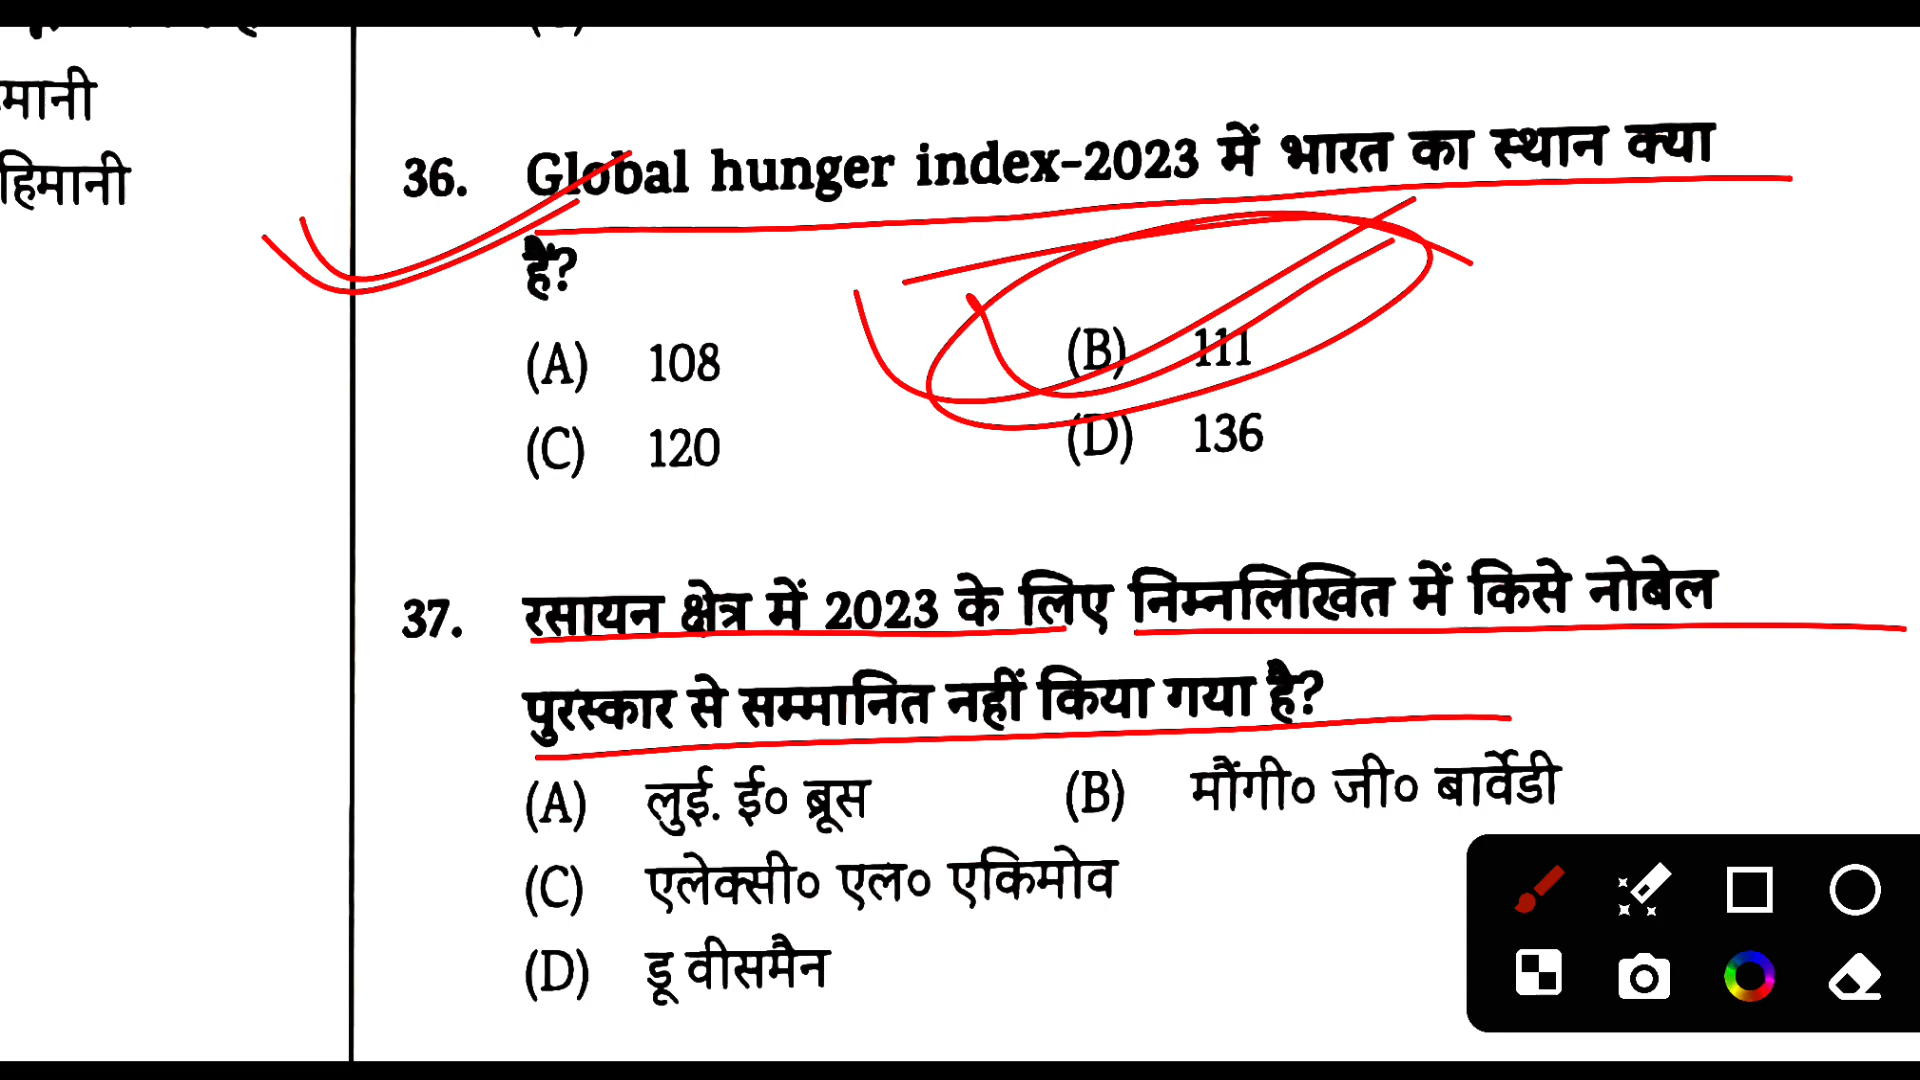 मानी
हिमानी
36. Global hunger index-2023 में भारत का स्थान क्या
है?
(A) 108 (B) 111
(C) 120 (D) 136
37. रसायन क्षेत्र में 2023 के लिए निम्नलिखित में किसे नोबेल
पुरस्कार से सम्मानित नहीं किया गया है?
(A) लुई. ई० ब्रूस (B) मौंगी० जी० बार्वेडी
(C) एलेक्सी० एल० एकिमोव
(D) डू वीसमैन